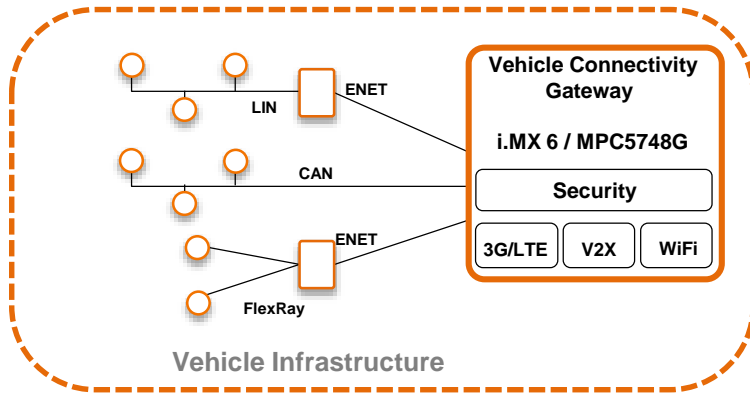 Vehicle Connectivity
Gateway
i.MX 6 / MPC5748G
Security
3G/LTE
V2X
WiFi
ENET
LIN
CAN
ENET
FlexRay
Vehicle Infrastructure